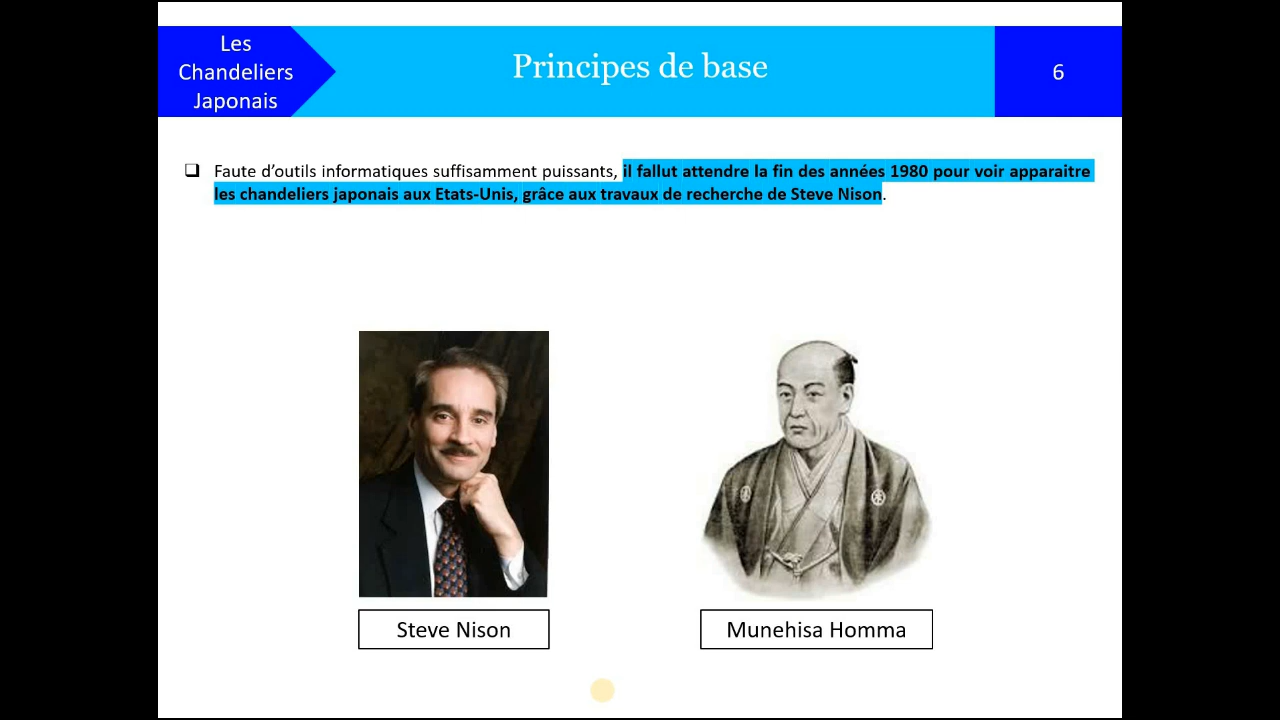 Les
Chandeliers
Japonais
Principes de base
6
Faute d’outils informatiques suffisamment puissants, il fallut attendre la fin des années 1980 pour voir apparaitre
les chandeliers japonais aux Etats-Unis, grâce aux travaux de recherche de Steve Nison.
Steve Nison
Munehisa Homma